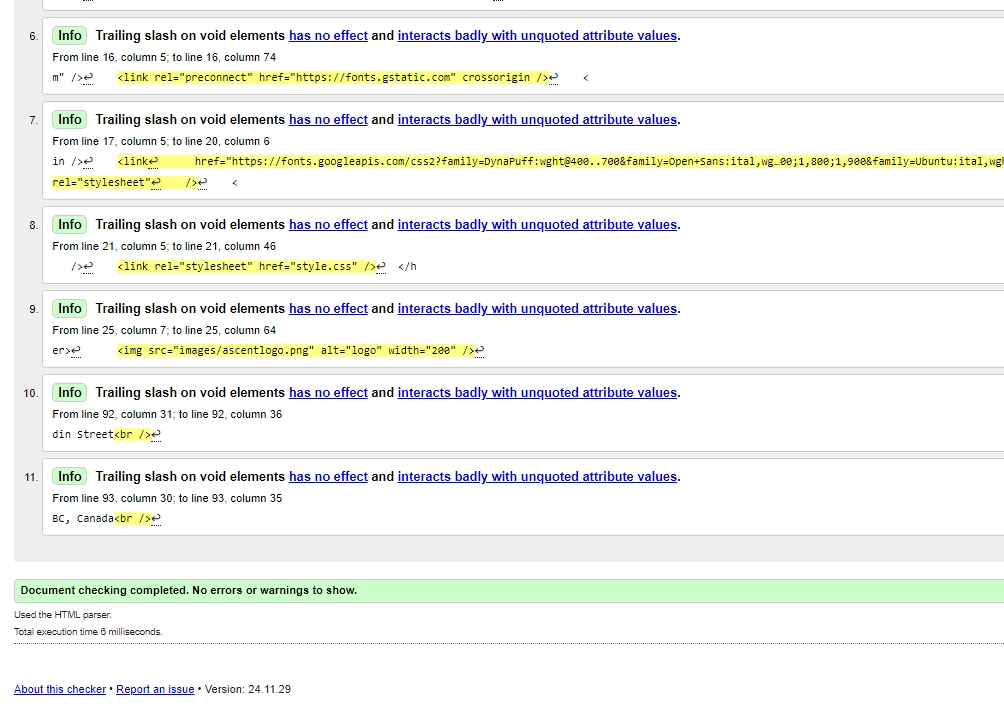 6. Info Trailing slash on void elements has no effect and interacts badly with unquoted attribute values.
From line 16, column 5; to line 16, column 74
m" />↩    <link rel="preconnect" href="https://fonts.gstatic.com" crossorigin />↩    <
7. Info Trailing slash on void elements has no effect and interacts badly with unquoted attribute values.
From line 17, column 5; to line 20, column 6
in />↩    <link↩      href="https://fonts.googleapis.com/css2?family=DynaPuff:wght@400..700&family=Open+Sans:ital,wg…00;1,800;1,900&family=Ubuntu:ital,wgh
rel="stylesheet"↩    />↩    <
8. Info Trailing slash on void elements has no effect and interacts badly with unquoted attribute values.
From line 21, column 5; to line 21, column 46
/>↩    <link rel="stylesheet" href="style.css" />↩  </h
9. Info Trailing slash on void elements has no effect and interacts badly with unquoted attribute values.
From line 25, column 7; to line 25, column 64
er>↩      <img src="images/ascentlogo.png" alt="logo" width="200" />↩
10. Info Trailing slash on void elements has no effect and interacts badly with unquoted attribute values.
From line 92, column 31; to line 92, column 36
din Street<br />↩
11. Info Trailing slash on void elements has no effect and interacts badly with unquoted attribute values.
From line 93, column 30; to line 93, column 35
BC, Canada<br />↩
Document checking completed. No errors or warnings to show.
Used the HTML parser.
Total execution time 6 milliseconds.
About this checker • Report an issue • Version: 24.11.29